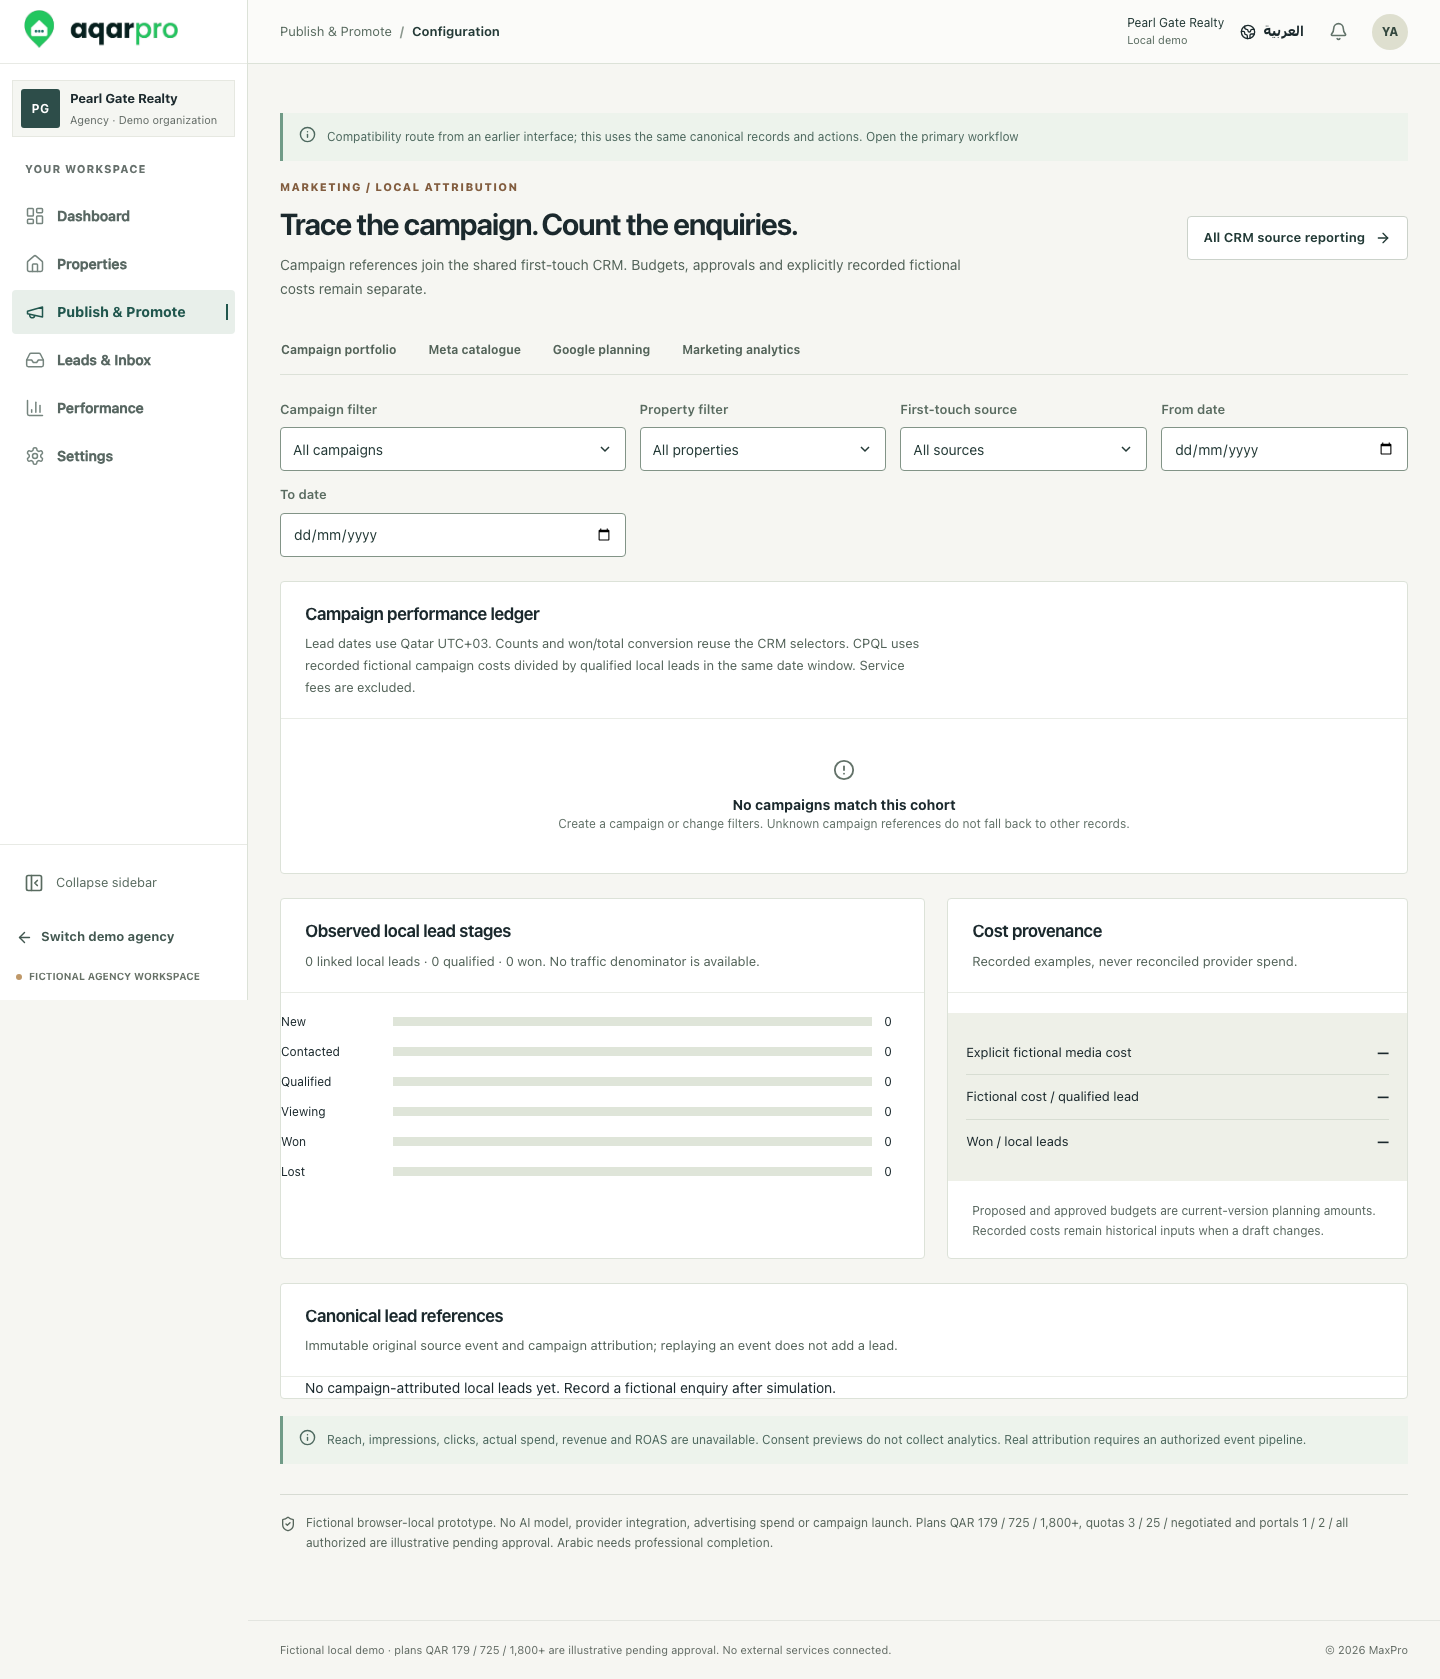 aqarpro
Publish & Promote / Configuration
Pearl Gate Realty
Local demo
العربية
YA
PG
Pearl Gate Realty
Agency · Demo organization
YOUR WORKSPACE
Dashboard
Properties
Publish & Promote
Leads & Inbox
Performance
Settings
Collapse sidebar
Switch demo agency
FICTIONAL AGENCY WORKSPACE
Compatibility route from an earlier interface; this uses the same canonical records and actions. Open the primary workflow
MARKETING / LOCAL ATTRIBUTION
Trace the campaign. Count the enquiries.
Campaign references join the shared first-touch CRM. Budgets, approvals and explicitly recorded fictional
costs remain separate.
All CRM source reporting
Campaign portfolio
Meta catalogue
Google planning
Marketing analytics
Campaign filter
Property filter
First-touch source
From date
All campaigns
All properties
All sources
dd/mm/yyyy
To date
dd/mm/yyyy
Campaign performance ledger
Lead dates use Qatar UTC+03. Counts and won/total conversion reuse the CRM selectors. CPQL uses
recorded fictional campaign costs divided by qualified local leads in the same date window. Service
fees are excluded.
No campaigns match this cohort
Create a campaign or change filters. Unknown campaign references do not fall back to other records.
Observed local lead stages
0 linked local leads · 0 qualified · 0 won. No traffic denominator is available.
New 0
Contacted 0
Qualified 0
Viewing 0
Won 0
Lost 0
Cost provenance
Recorded examples, never reconciled provider spend.
Explicit fictional media cost —
Fictional cost / qualified lead —
Won / local leads —
Proposed and approved budgets are current-version planning amounts.
Recorded costs remain historical inputs when a draft changes.
Canonical lead references
Immutable original source event and campaign attribution; replaying an event does not add a lead.
No campaign-attributed local leads yet. Record a fictional enquiry after simulation.
Reach, impressions, clicks, actual spend, revenue and ROAS are unavailable. Consent previews do not collect analytics. Real attribution requires an authorized event pipeline.
Fictional browser-local prototype. No AI model, provider integration, advertising spend or campaign launch. Plans QAR 179 / 725 / 1,800+, quotas 3 / 25 / negotiated and portals 1 / 2 / all
authorized are illustrative pending approval. Arabic needs professional completion.
Fictional local demo · plans QAR 179 / 725 / 1,800+ are illustrative pending approval. No external services connected.
© 2026 MaxPro